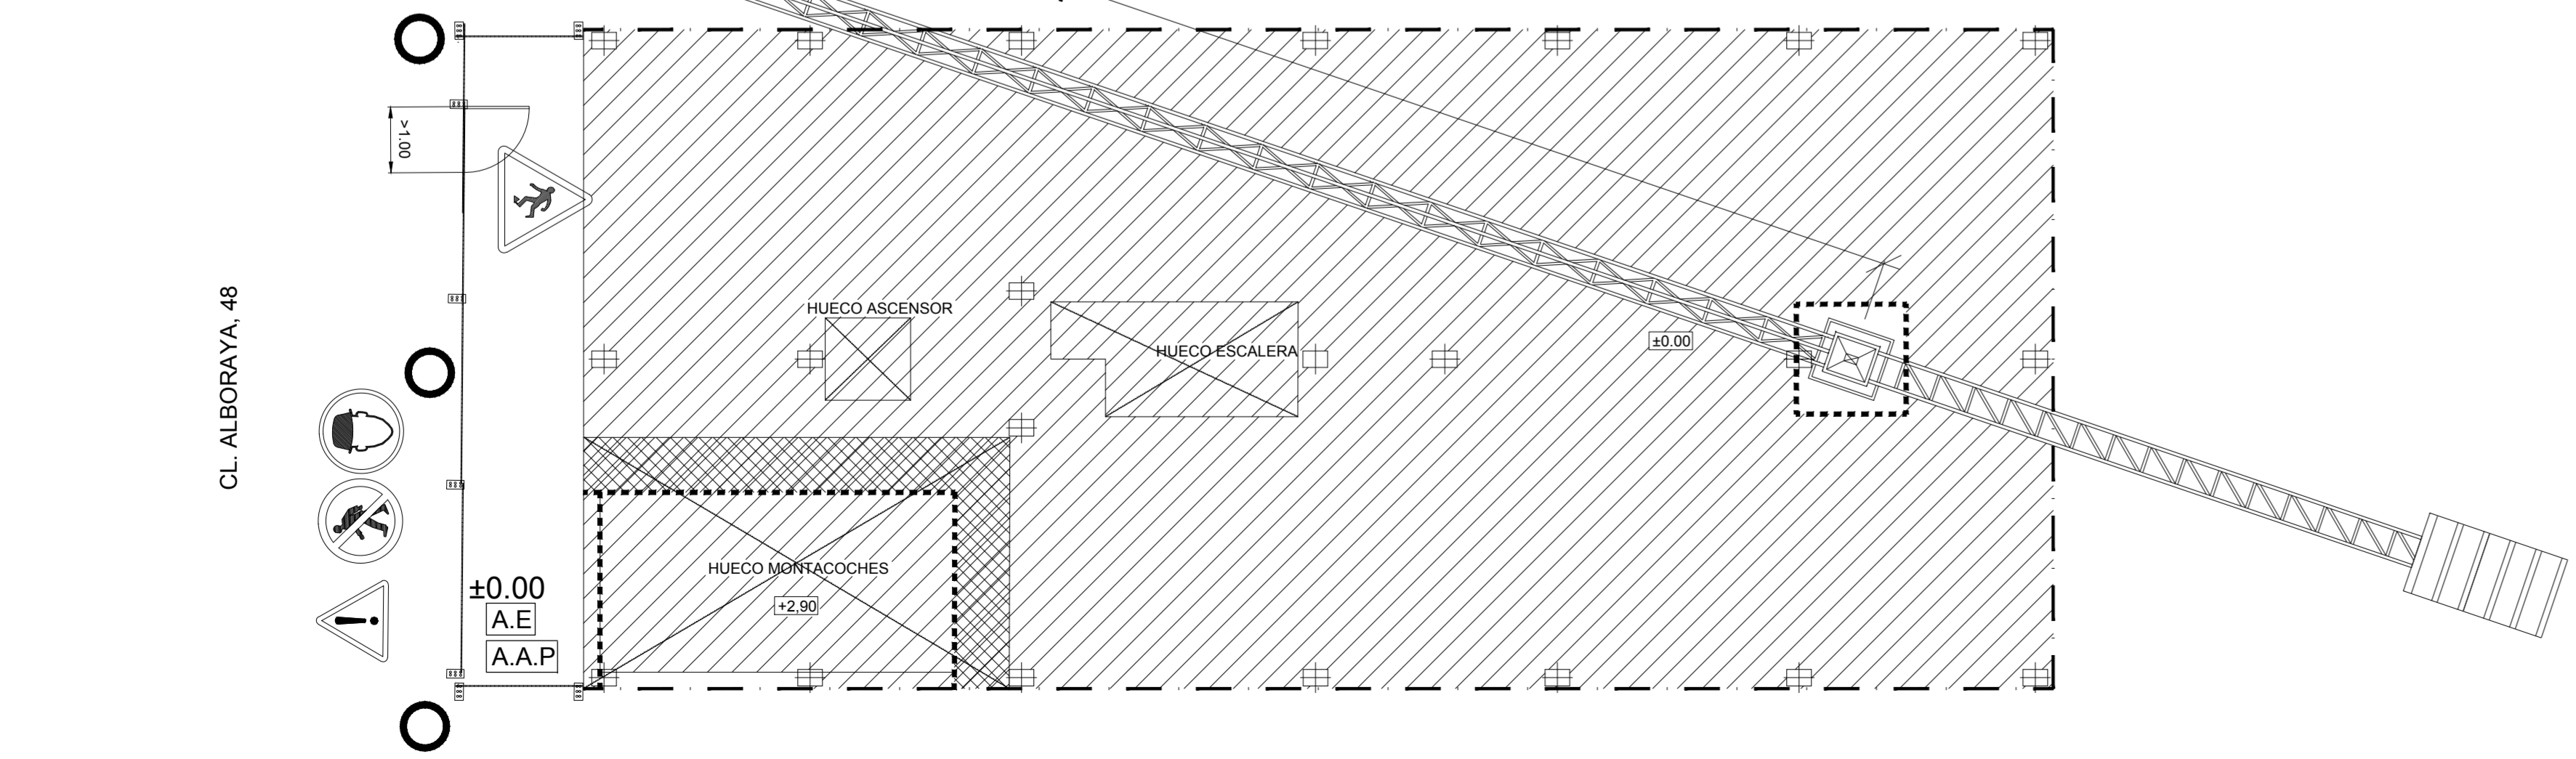 CL. ALBORAYA, 48
>1.00
HUECO ASCENSOR
HUECO ESCALERA
±0.00
HUECO MONTACOCHES
+2,90
±0.00
A.E
A.A.P